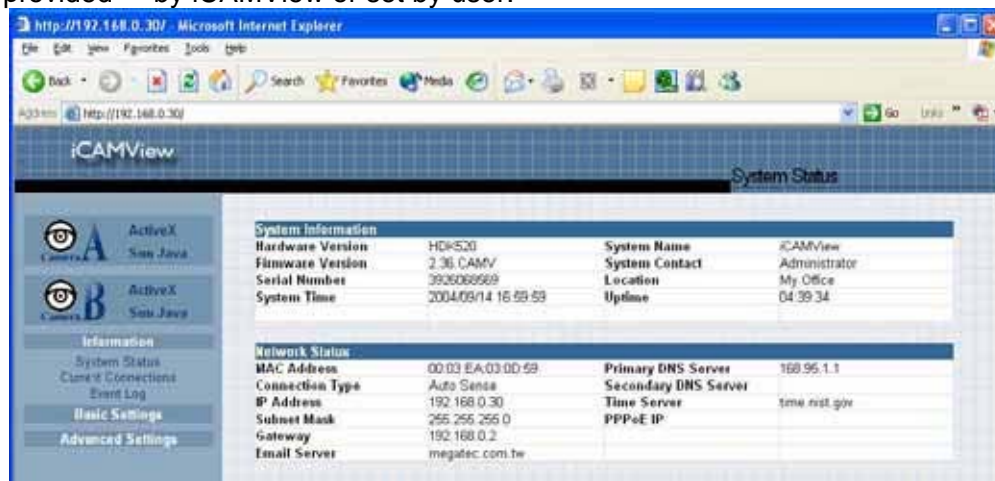 by iCAMView or set by user.
http://192.168.0.30/ - Microsoft Internet Explorer
File Edit View Favorites Tools Help
Back Search Favorites Media
Address http://192.168.0.30/ Go Links »
iCAMView
System Status
Camera A ActiveX
Sun Java
Camera B ActiveX
Sun Java
Information
System Status
Current Connections
Event Log
Basic Settings
Advanced Settings
System Information
Hardware Version HDK520 System Name iCAMView
Firmware Version 2.36.CAMV System Contact Administrator
Serial Number 3926069569 Location My Office
System Time 2004/09/14 16:59:59 Uptime 04:39:34
Network Status
MAC Address 00:03:EA:03:0D:59 Primary DNS Server 168.95.1.1
Connection Type Auto Sense Secondary DNS Server
IP Address 192.168.0.30 Time Server time.nist.gov
Subnet Mask 255.255.255.0 PPPoE IP
Gateway 192.168.0.2
Email Server megatec.com.tw